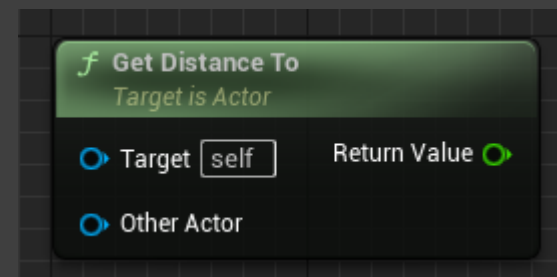 f Get Distance To
Target is Actor
Target self Return Value
Other Actor